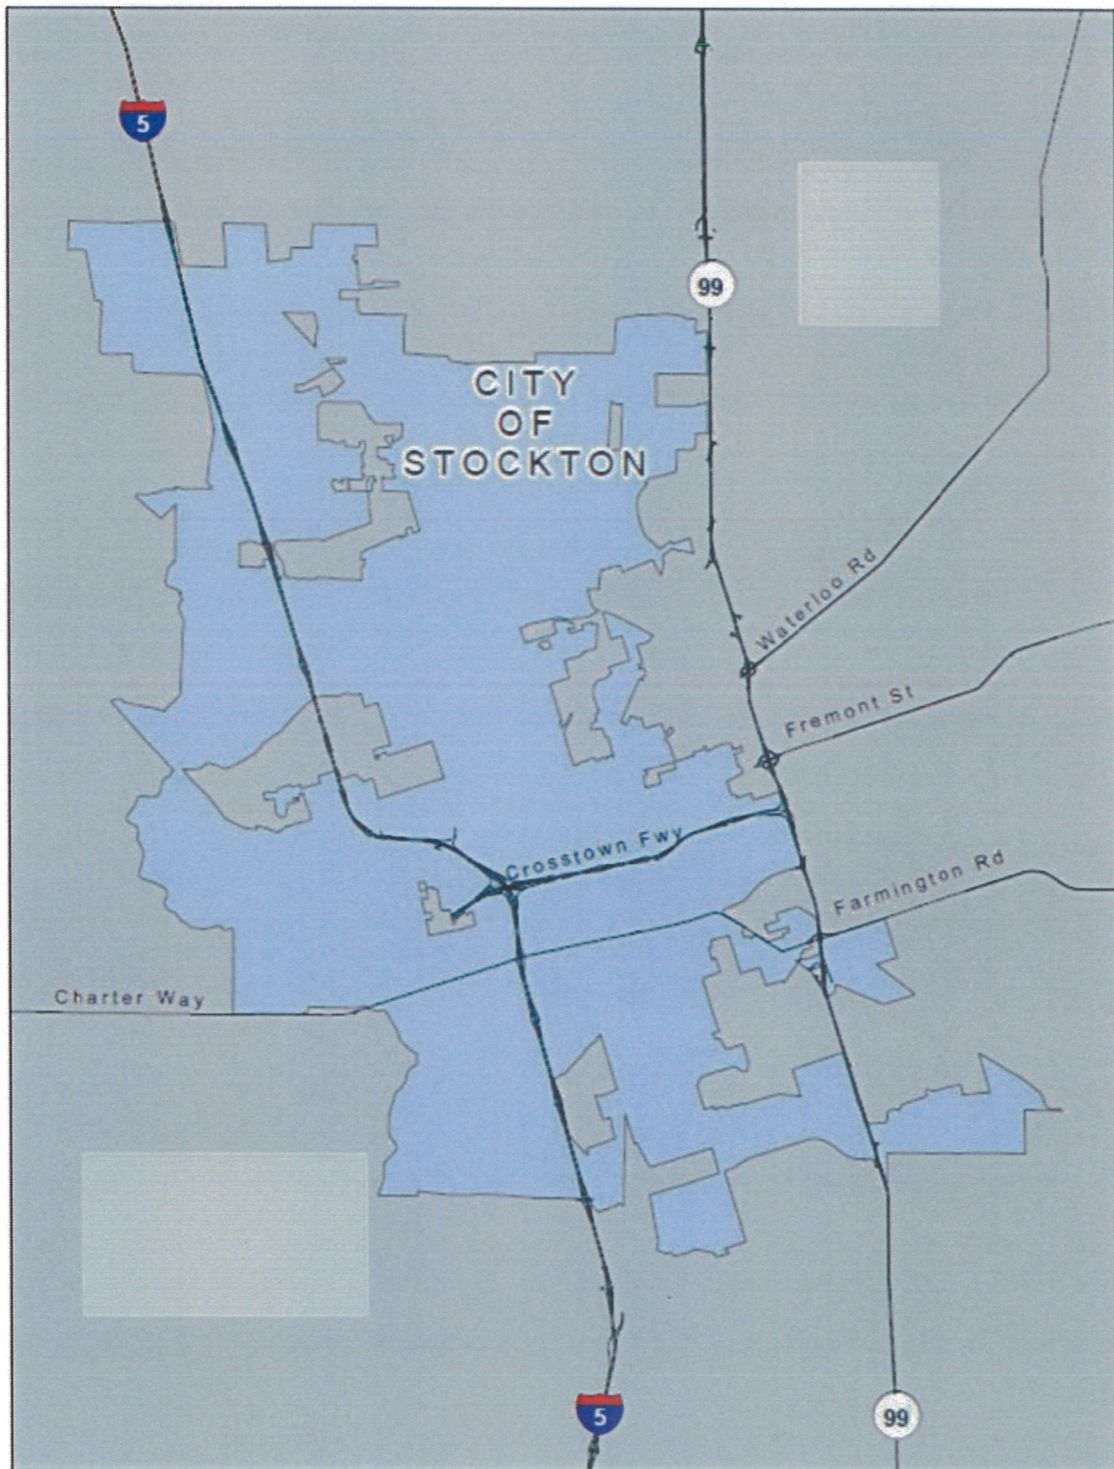 5
99
CITY
OF
STOCKTON
Waterloo Rd
Fremont St
Crosstown Fwy
Farmington Rd
Charter Way
5
99